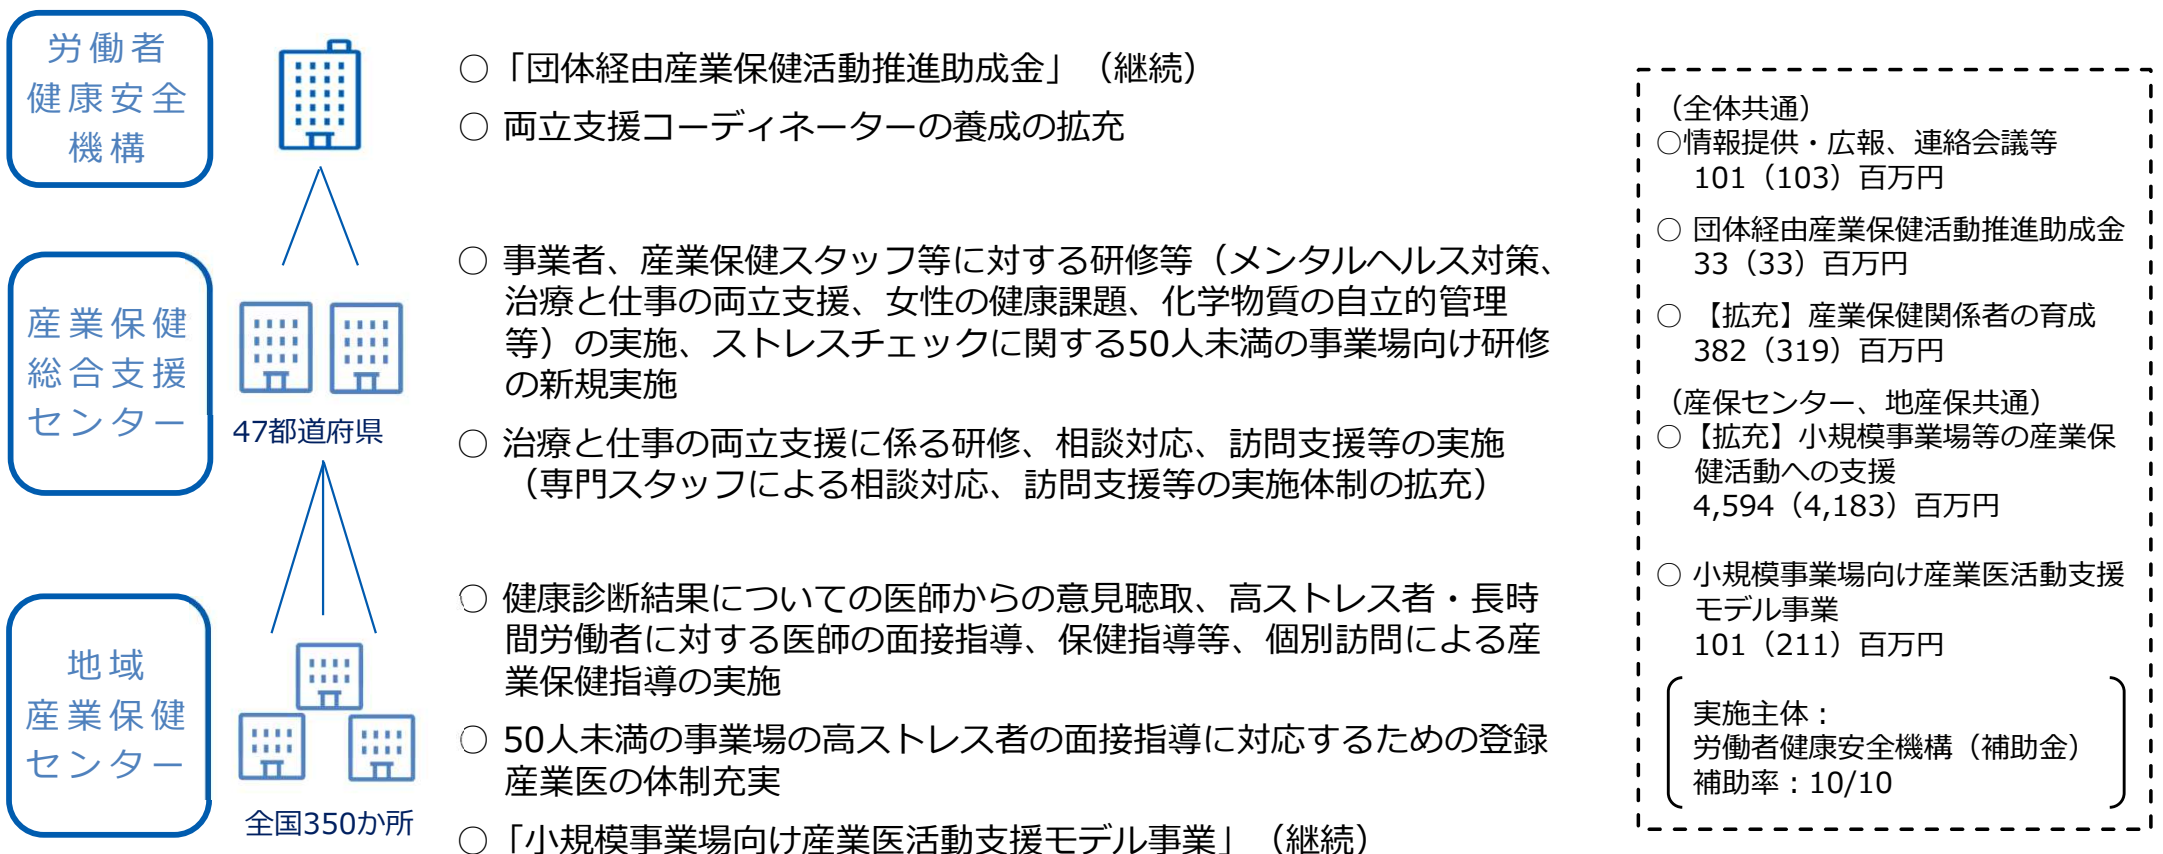 労働者
健康安全
機構
○「団体経由産業保健活動推進助成金」（継続）
○ 両立支援コーディネーターの養成の拡充
産業保健
総合支援
センター
47都道府県
○ 事業者、産業保健スタッフ等に対する研修等（メンタルヘルス対策、
治療と仕事の両立支援、女性の健康課題、化学物質の自立的管理
等）の実施、ストレスチェックに関する50人未満の事業場向け研修
の新規実施
○ 治療と仕事の両立支援に係る研修、相談対応、訪問支援等の実施
（専門スタッフによる相談対応、訪問支援等の実施体制の拡充）
地域
産業保健
センター
全国350か所
○ 健康診断結果についての医師からの意見聴取、高ストレス者・長時
間労働者に対する医師の面接指導、保健指導等、個別訪問による産
業保健指導の実施
○ 50人未満の事業場の高ストレス者の面接指導に対応するための登録
産業医の体制充実
○「小規模事業場向け産業医活動支援モデル事業」（継続）
（全体共通）
○情報提供・広報、連絡会議等
101（103）百万円
○ 団体経由産業保健活動推進助成金
33（33）百万円
○ 【拡充】産業保健関係者の育成
382（319）百万円
（産保センター、地産保共通）
○【拡充】小規模事業場等の産業保
健活動への支援
4,594（4,183）百万円
○ 小規模事業場向け産業医活動支援
モデル事業
101（211）百万円
実施主体：
労働者健康安全機構（補助金）
補助率：10/10